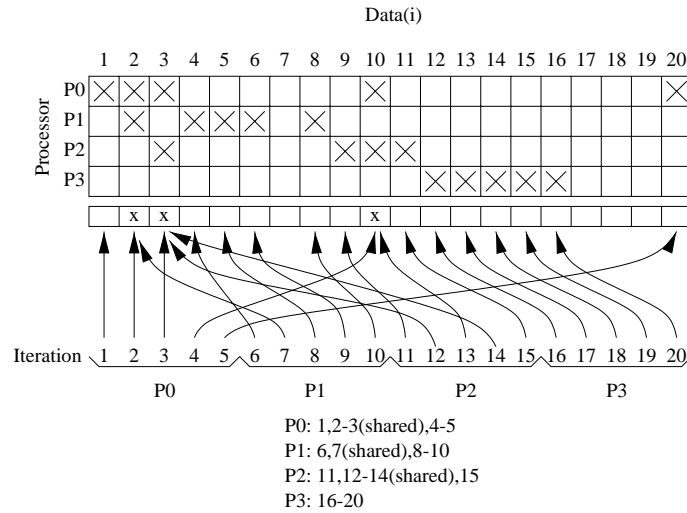 Data(i)
1 2 3 4 5 6 7 8 9 10 11 12 13 14 15 16 17 18 19 20
Processor
P0
P1
P2
P3
x x x
Iteration 1 2 3 4 5 6 7 8 9 10 11 12 13 14 15 16 17 18 19 20
P0 P1 P2 P3
P0: 1,2-3(shared),4-5
P1: 6,7(shared),8-10
P2: 11,12-14(shared),15
P3: 16-20